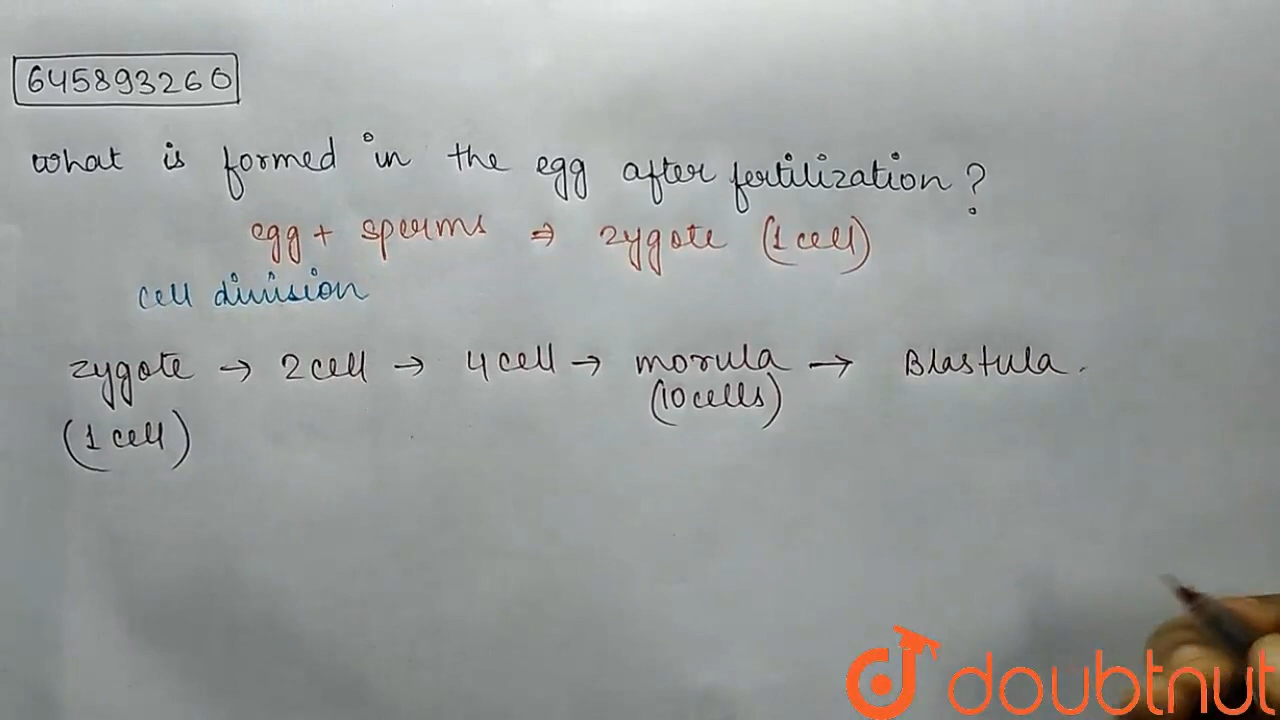 645893260
What is formed in the egg after fertilization?
egg + sperms ⇒ zygote (1 cell)
cell division
zygote → 2 cell → 4 cell → morula → Blastula.
(1 cell) (10 cells)
doubtnut